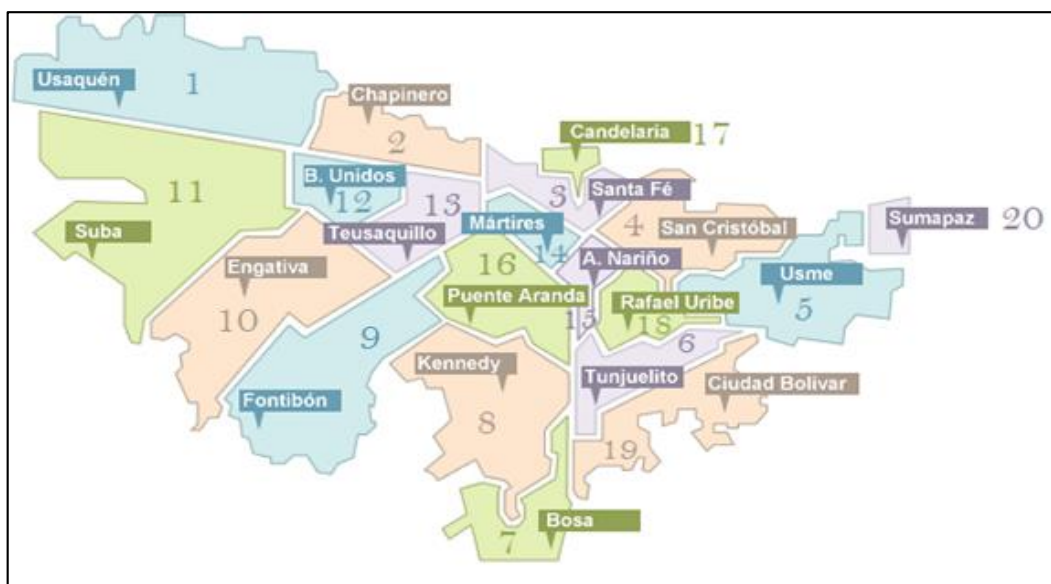 Usaquén
1
Chapinero
2
Candelaria 17
11
B. Unidos
12
13
3
Santa Fé
4
Sumapaz 20
Suba
Teusaquillo
Mártires
14
San Cristóbal
Engativa
16
A. Nariño
Usme
5
10
9
Puente Aranda
15
Rafael Uribe
18
6
Kennedy
Tunjuelito
Ciudad Bolivar
Fontibón
8
19
7
Bosa